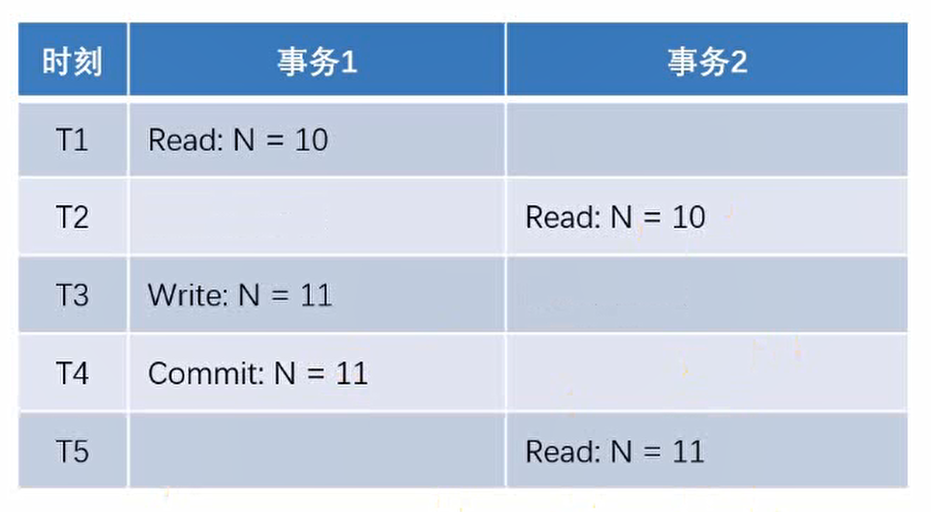 时刻 事务1 事务2
T1 Read: N = 10
T2 Read: N = 10
T3 Write: N = 11
T4 Commit: N = 11
T5 Read: N = 11